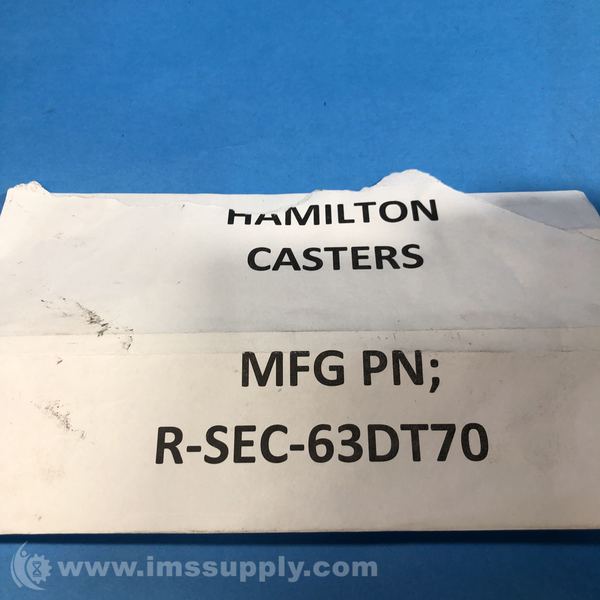 HAMILTON
CASTERS
MFG PN;
R-SEC-63DT70
www.imssupply.com